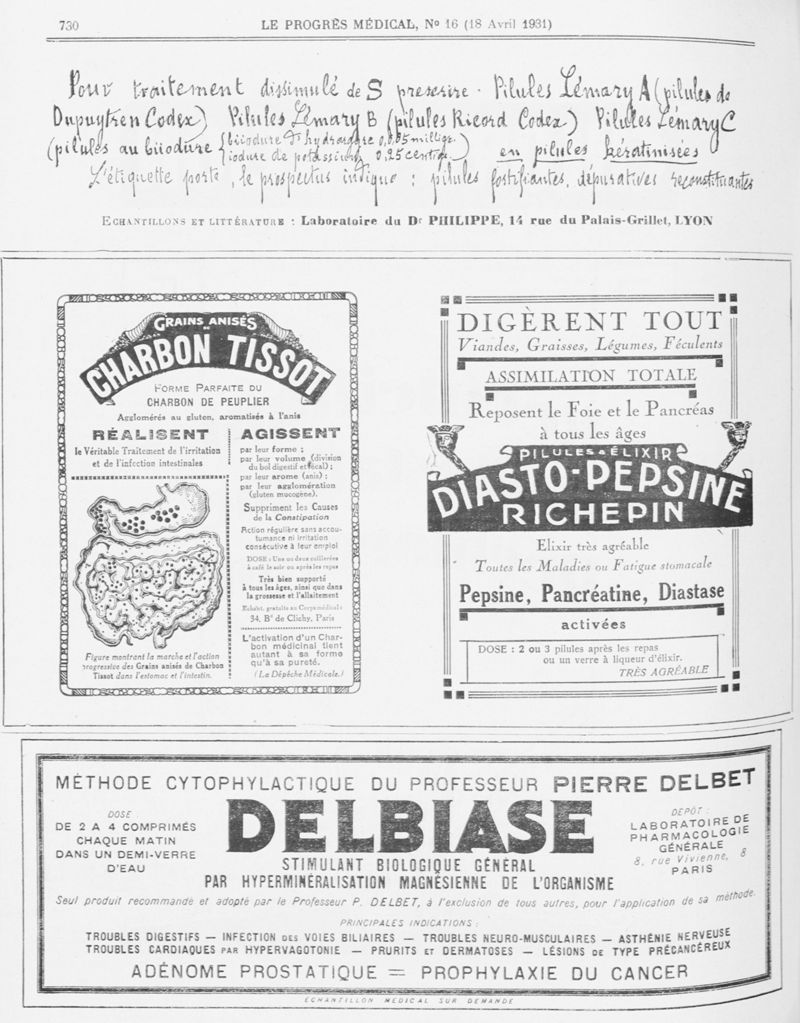 730
LE PROGRÈS MÉDICAL, No 16 (18 Avril 1931)
Pour traitement dissimulé de S prescrire. Pilules Lémary A (pilules de
Dupuytren Codex) Pilules Lémary B (pilules Ricord Codex) Pilules Lémary C
(pilules au biiodure {biiodure d'hydrargyre 0,005 milligr.
iodure de potassium 0,25 centigr.) en pilules kératinisées
L'étiquette porte, le prospectus indique : pilules fortifiantes, dépuratives reconstituantes
ECHANTILLONS ET LITTÉRATURE : Laboratoire du Dr PHILIPPE, 14 rue du Palais-Grillet, LYON
GRAINS ANISÉS
DE
CHARBON TISSOT
FORME PARFAITE DU
CHARBON DE PEUPLIER
Agglomérés au gluten, aromatisés à l'anis
RÉALISENT
le Véritable Traitement de l'irritation
et de l'infection intestinales
Figure montrant la marche et l'action
progressive des Grains anisés de Charbon
Tissot dans l'estomac et l'intestin.
AGISSENT
par leur forme ;
par leur volume (division
du bol digestif et fécal) ;
par leur arome (anis) ;
par leur agglomération
(gluten mucogène).
Suppriment les Causes
de la Constipation
Action régulière sans accou-
tumance ni irritation
consécutive à leur emploi
DOSE : Une ou deux cuillerées
à café le soir ou après les repas
Très bien supporté
à tous les âges, ainsi que dans
la grossesse et l'allaitement
Echant. gratuits au Corps médical :
34, Bd de Clichy, Paris
L'activation d'un Char-
bon médicinal tient
autant à sa forme
qu'à sa pureté.
(La Dépêche Médicale.)
DIGÈRENT TOUT
Viandes, Graisses, Légumes, Féculents
ASSIMILATION TOTALE
Reposent le Foie et le Pancréas
à tous les âges
PILULES & ÉLIXIR
DIASTO-PEPSINE
RICHEPIN
Elixir très agréable
Toutes les Maladies ou Fatigue stomacale
Pepsine, Pancréatine, Diastase
activées
DOSE : 2 ou 3 pilules après les repas
ou un verre à liqueur d'élixir.
TRÈS AGRÉABLE
MÉTHODE CYTOPHYLACTIQUE DU PROFESSEUR PIERRE DELBET
DOSE :
DE 2 A 4 COMPRIMÉS
CHAQUE MATIN
DANS UN DEMI-VERRE
D'EAU
DELBIASE
STIMULANT BIOLOGIQUE GÉNÉRAL
PAR HYPERMINÉRALISATION MAGNÉSIENNE DE L'ORGANISME
DÉPÔT :
LABORATOIRE DE
PHARMACOLOGIE
GÉNÉRALE
8, rue Vivienne, 8
PARIS
Seul produit recommandé et adopté par le Professeur P. DELBET, à l'exclusion de tous autres, pour l'application de sa méthode.
PRINCIPALES INDICATIONS :
TROUBLES DIGESTIFS — INFECTION DES VOIES BILIAIRES — TROUBLES NEURO-MUSCULAIRES — ASTHÉNIE NERVEUSE
TROUBLES CARDIAQUES PAR HYPERVAGOTONIE — PRURITS ET DERMATOSES — LÉSIONS DE TYPE PRÉCANCÉREUX
ADÉNOME PROSTATIQUE = PROPHYLAXIE DU CANCER
ÉCHANTILLON MÉDICAL SUR DEMANDE